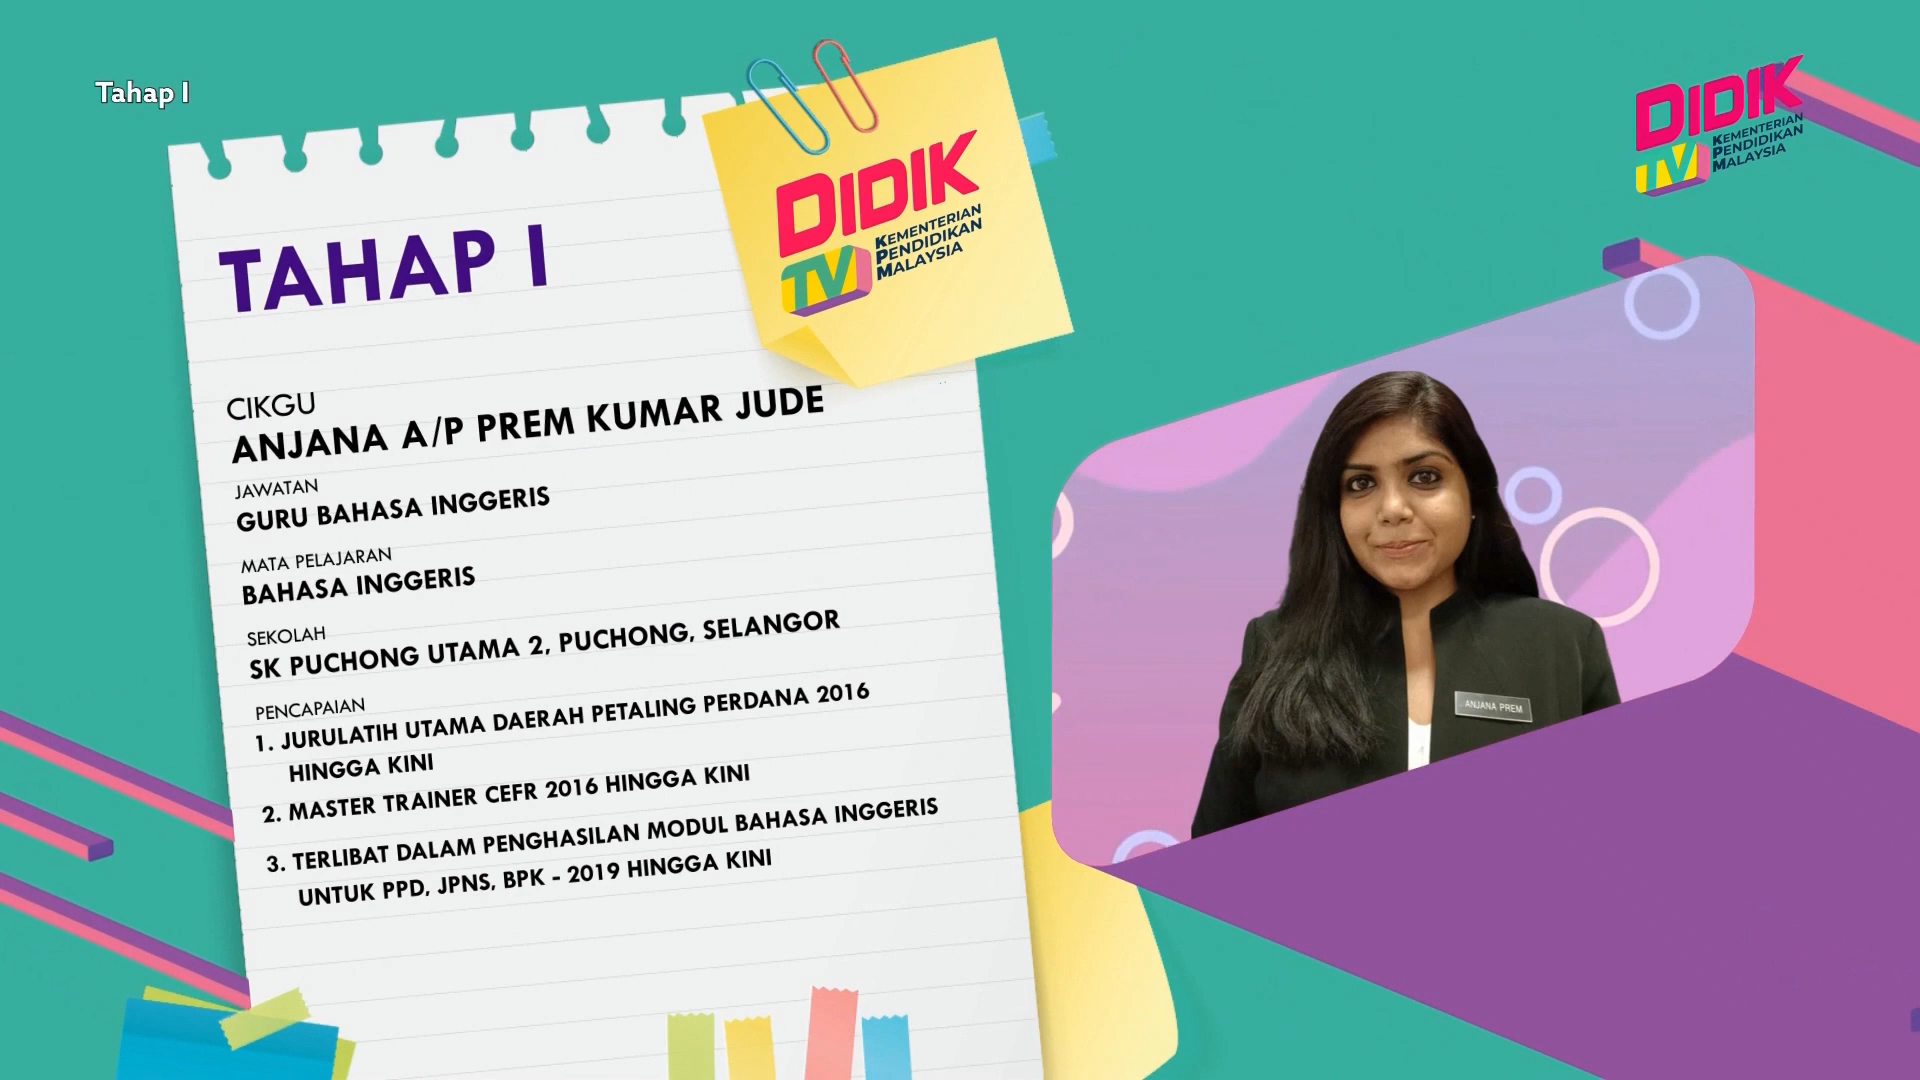 Tahap I
TAHAP I
DIDIK
TV
KEMENTERIAN
PENDIDIKAN
MALAYSIA
DIDIK
TV
KEMENTERIAN
PENDIDIKAN
MALAYSIA
CIKGU
ANJANA A/P PREM KUMAR JUDE
JAWATAN
GURU BAHASA INGGERIS
MATA PELAJARAN
BAHASA INGGERIS
SEKOLAH
SK PUCHONG UTAMA 2, PUCHONG, SELANGOR
PENCAPAIAN
1. JURULATIH UTAMA DAERAH PETALING PERDANA 2016
HINGGA KINI
2. MASTER TRAINER CEFR 2016 HINGGA KINI
3. TERLIBAT DALAM PENGHASILAN MODUL BAHASA INGGERIS
UNTUK PPD, JPNS, BPK - 2019 HINGGA KINI
ANJANA PREM